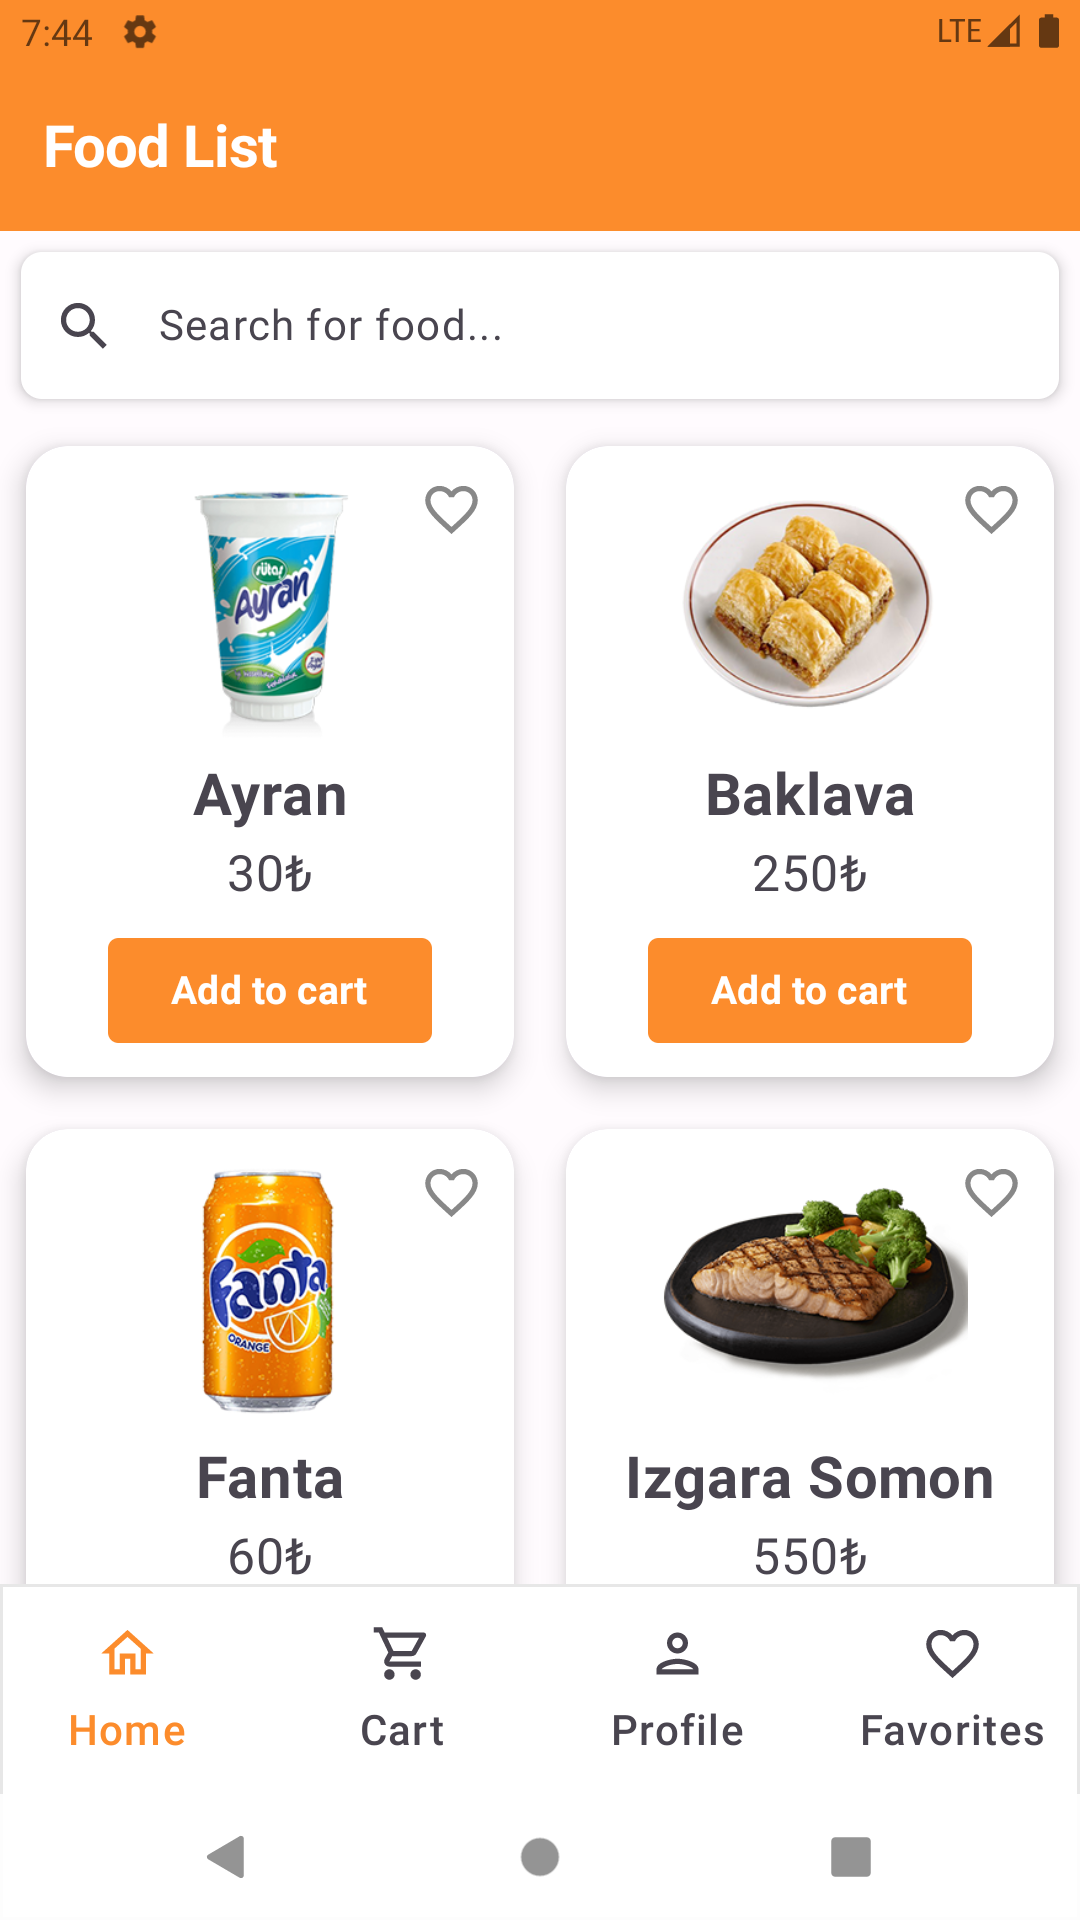 7:44
LTE
Food List
Search for food...
sütaş
Ayran
Ayran
30₺
Add to cart
Baklava
250₺
Add to cart
Fanta
ORANGE
Fanta
60₺
Izgara Somon
550₺
Home
Cart
Profile
Favorites